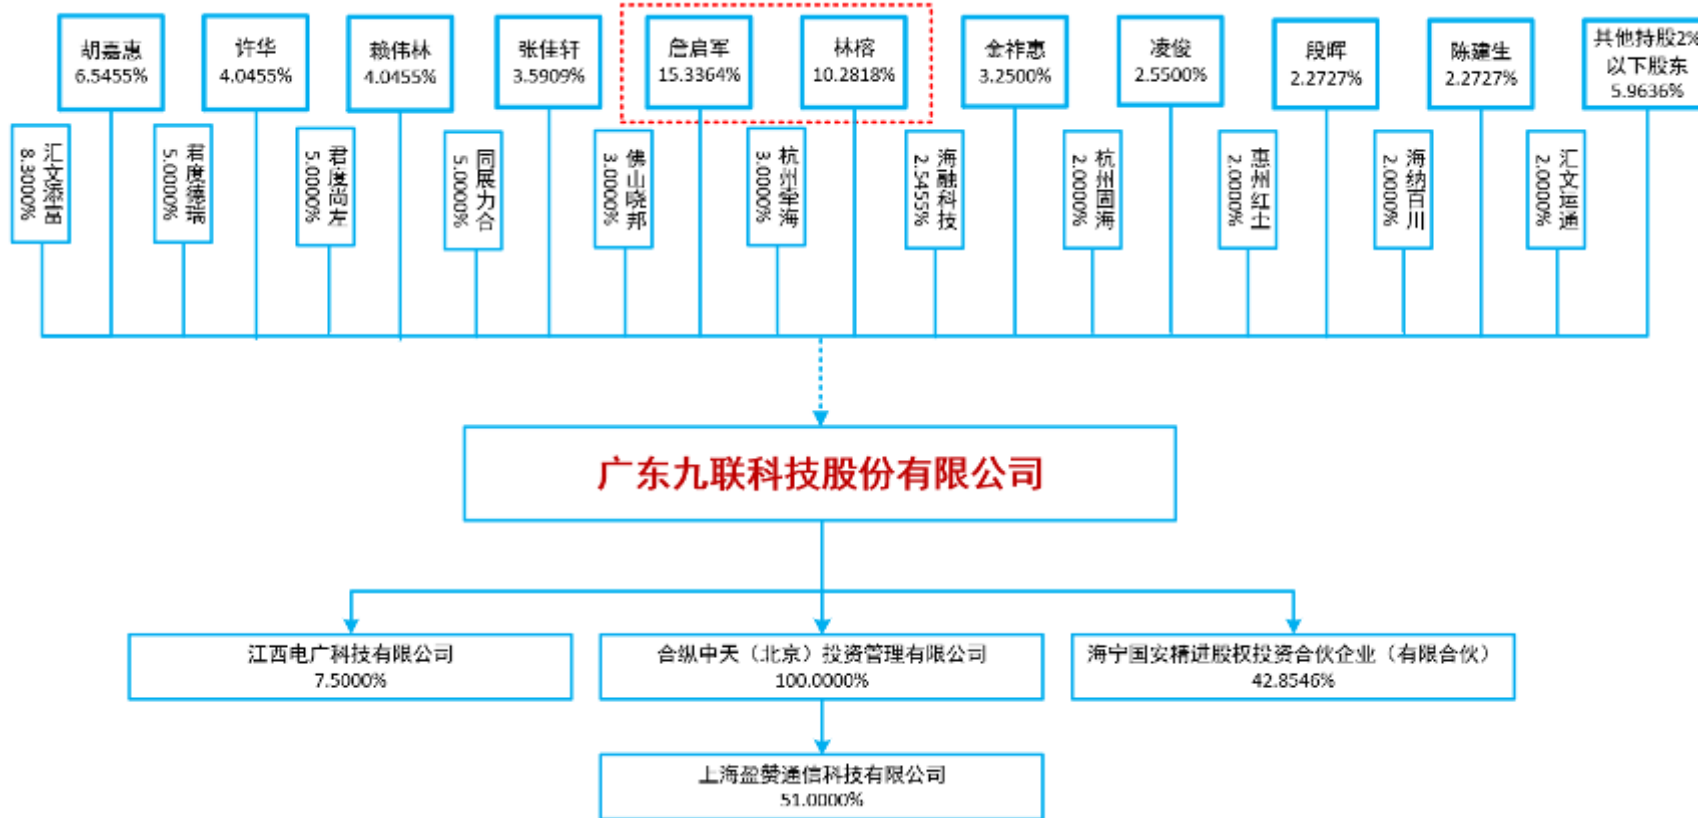 胡嘉惠
6.5455%
许华
4.0455%
赖伟林
4.0455%
张佳轩
3.5909%
詹启军
15.3364%
林榕
10.2818%
金祚惠
3.2500%
凌俊
2.5500%
段晖
2.2727%
陈建生
2.2727%
其他持股2%
以下股东
5.9636%
汇文添富
8.3000%
君度德瑞
5.0000%
君度尚左
5.0000%
同展力合
5.0000%
佛山晓邦
3.0000%
杭州牵海
3.0000%
海融科技
2.5455%
杭州固海
2.0000%
惠州红土
2.0000%
海纳百川
2.0000%
汇文运通
2.0000%
广东九联科技股份有限公司
江西电广科技有限公司
7.5000%
合纵中天（北京）投资管理有限公司
100.0000%
海宁国安精进股权投资合伙企业（有限合伙）
42.8546%
上海盈赞通信科技有限公司
51.0000%